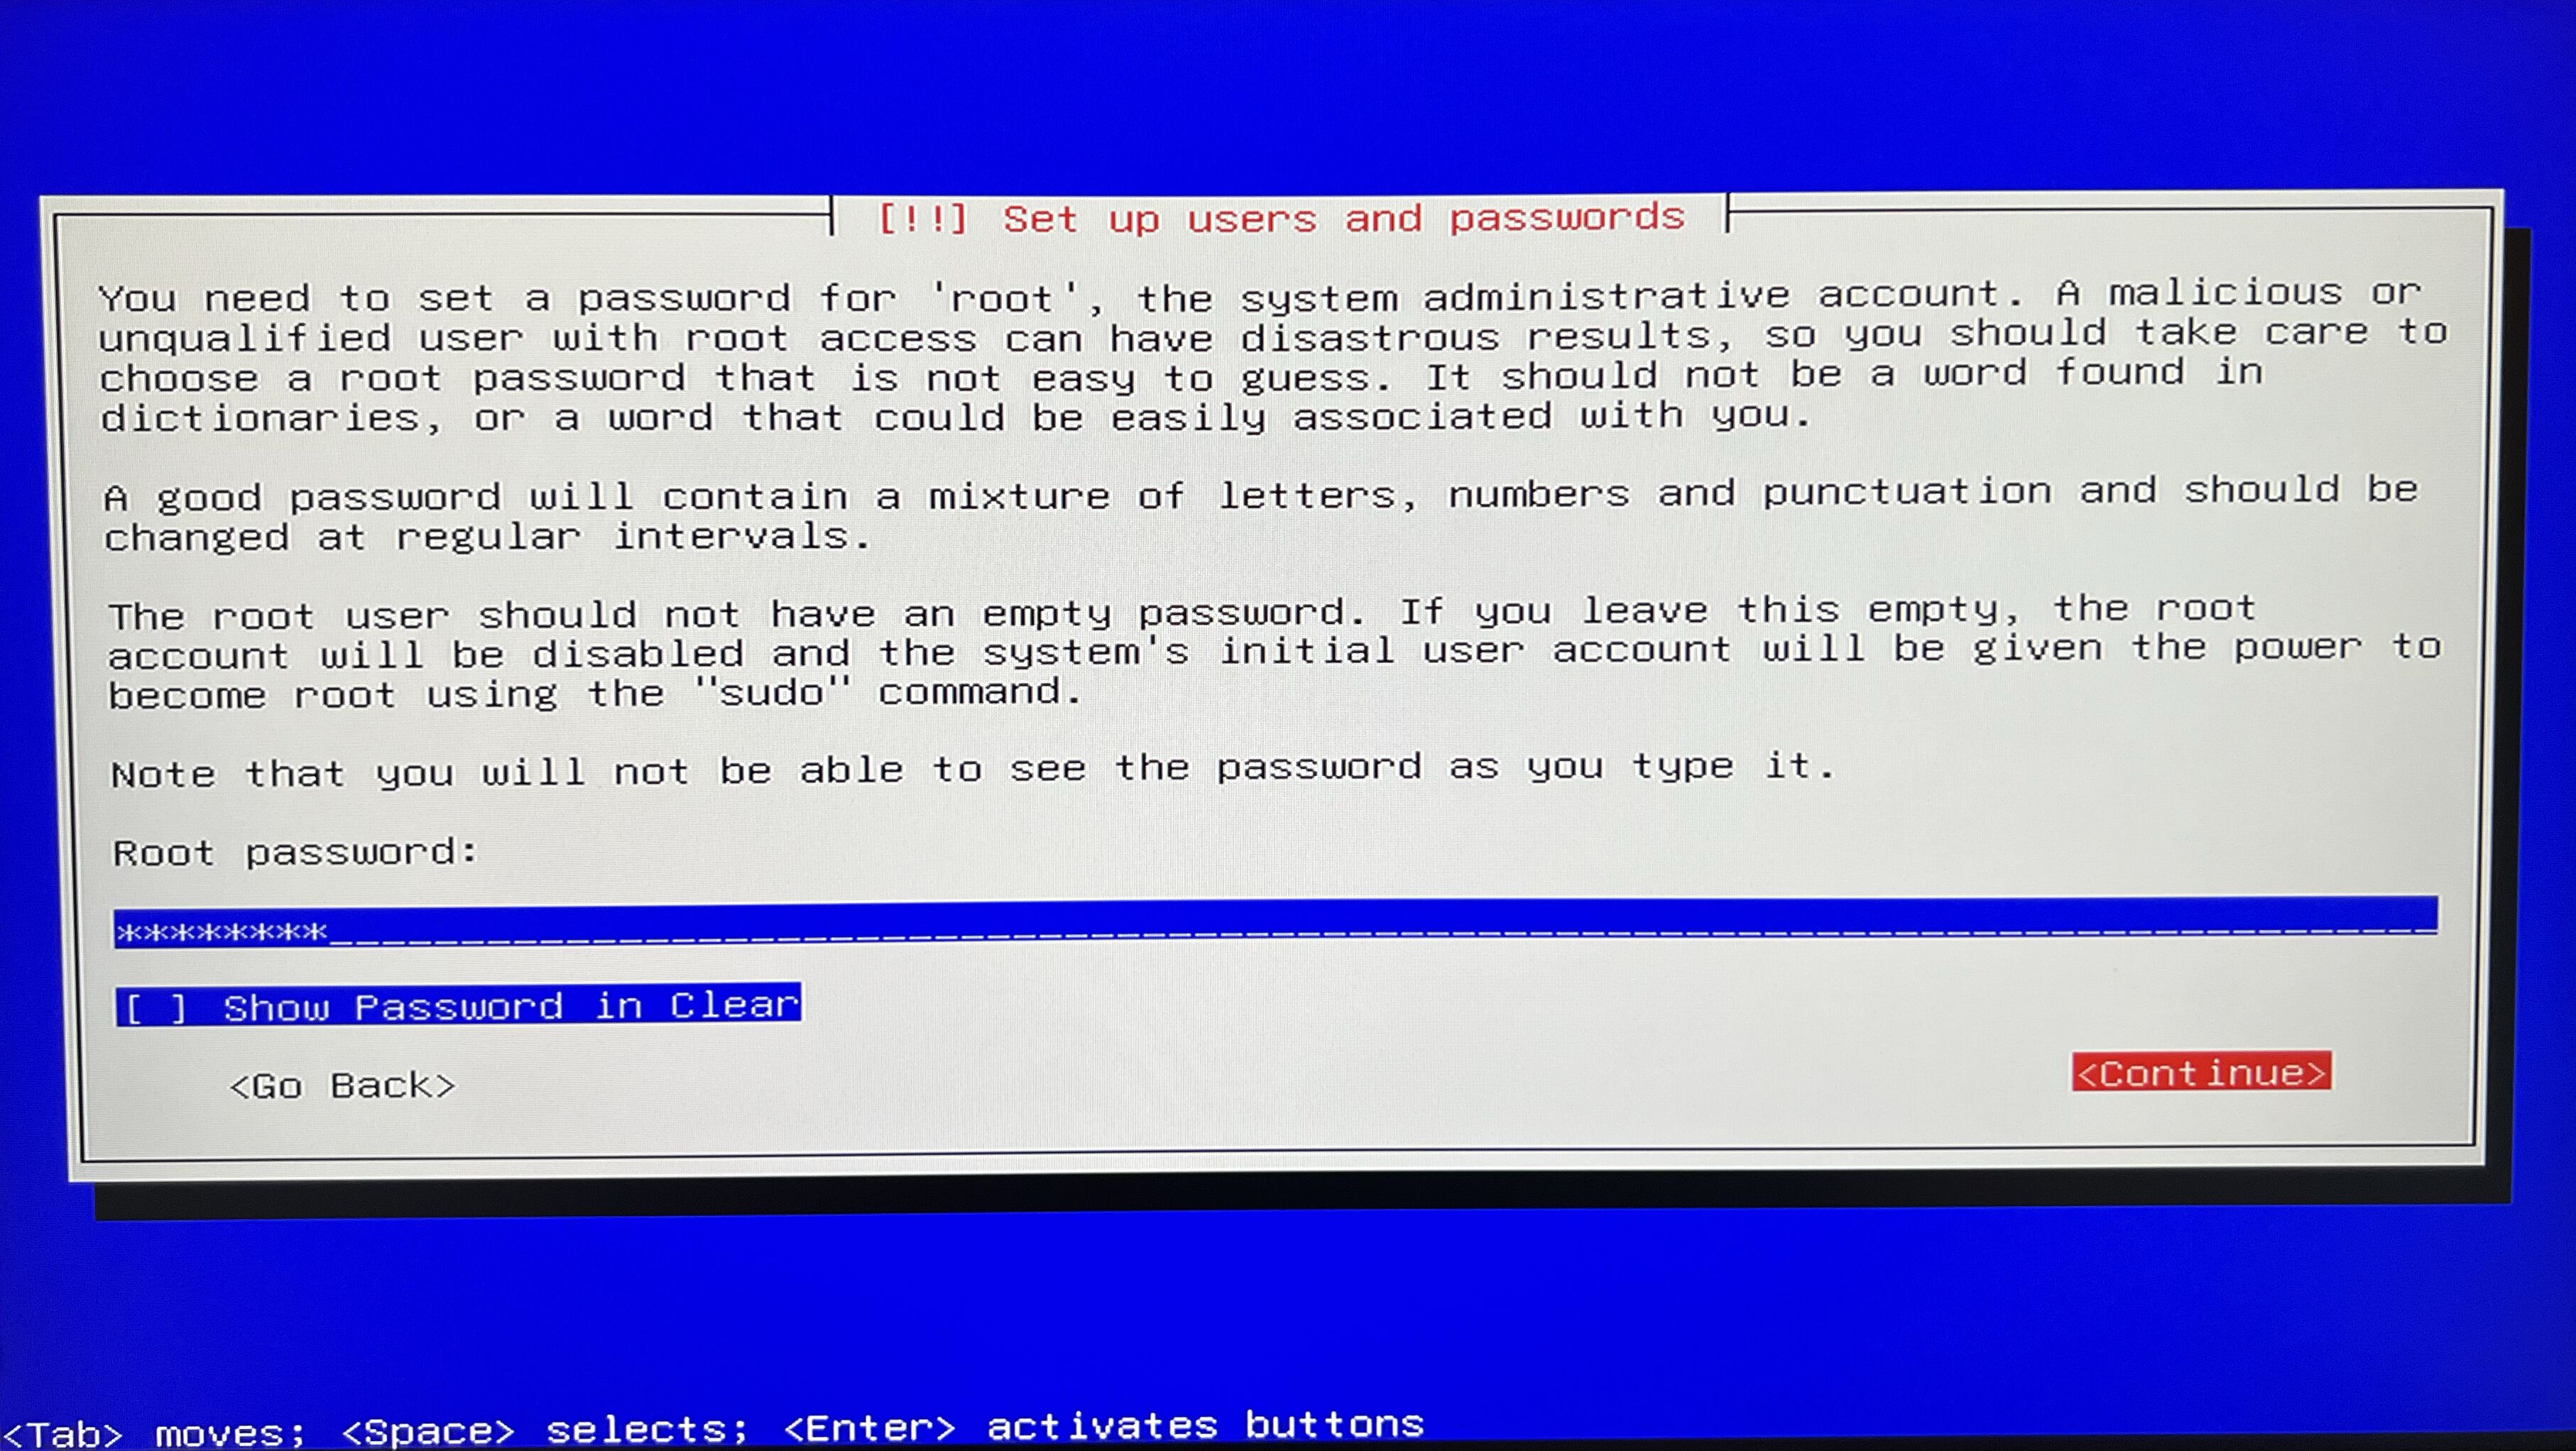 [!!] Set up users and passwords
You need to set a password for 'root', the system administrative account. A malicious or
unqualified user with root access can have disastrous results, so you should take care to
choose a root password that is not easy to guess. It should not be a word found in
dictionaries, or a word that could be easily associated with you.
A good password will contain a mixture of letters, numbers and punctuation and should be
changed at regular intervals.
The root user should not have an empty password. If you leave this empty, the root
account will be disabled and the system's initial user account will be given the power to
become root using the "sudo" command.
Note that you will not be able to see the password as you type it.
Root password:
********________________________________________________________________________
[ ] Show Password in Clear
<Go Back> <Continue>
<Tab> moves; <Space> selects; <Enter> activates buttons